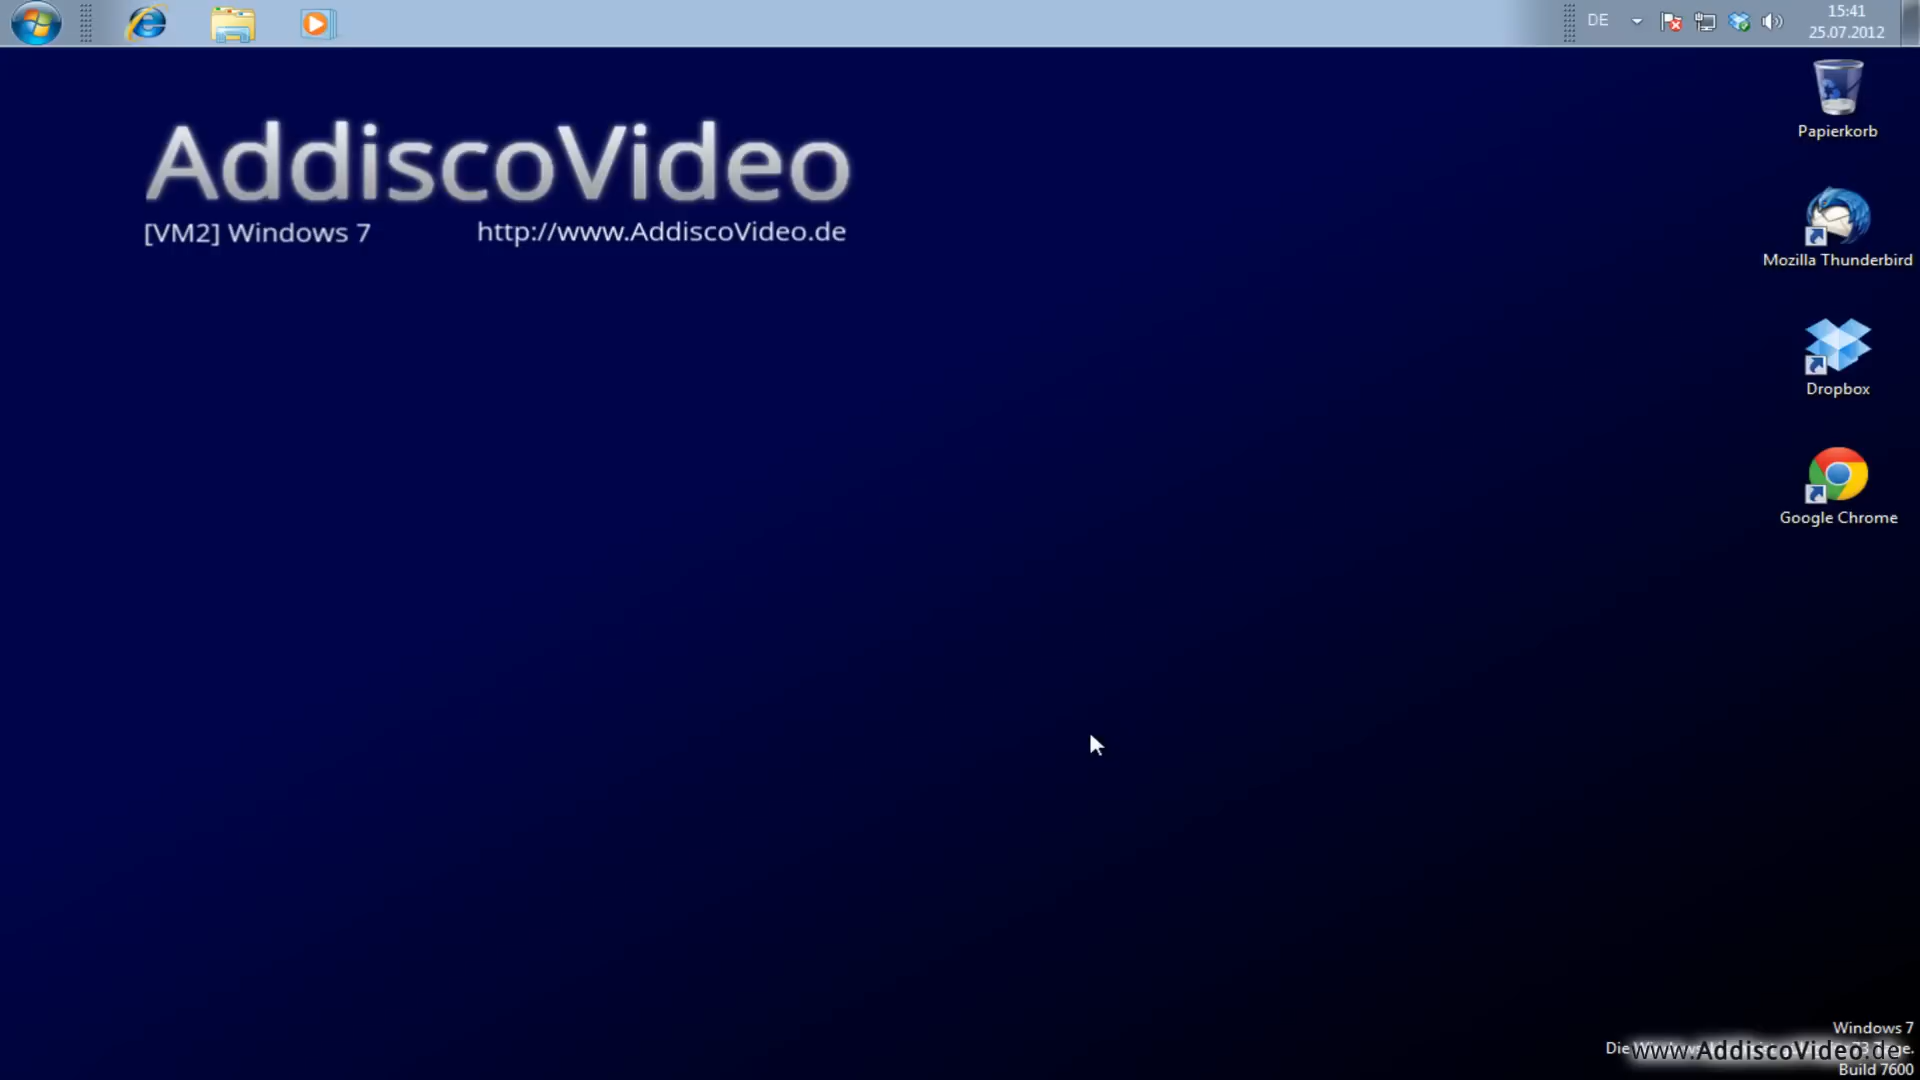 DE
15:41
25.07.2012
AddiscoVideo
[VM2] Windows 7
http://www.AddiscoVideo.de
Papierkorb
Mozilla Thunderbird
Dropbox
Google Chrome
Windows 7
Die
www.AddiscoVideo.de
Build 7600